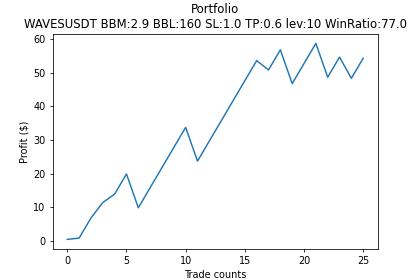 Portfolio
WAVESUSDT BBM:2.9 BBL:160 SL:1.0 TP:0.6 lev:10 WinRatio:77.0
60
50
40
30
20
10
0
Profit ($)
0 5 10 15 20 25
Trade counts